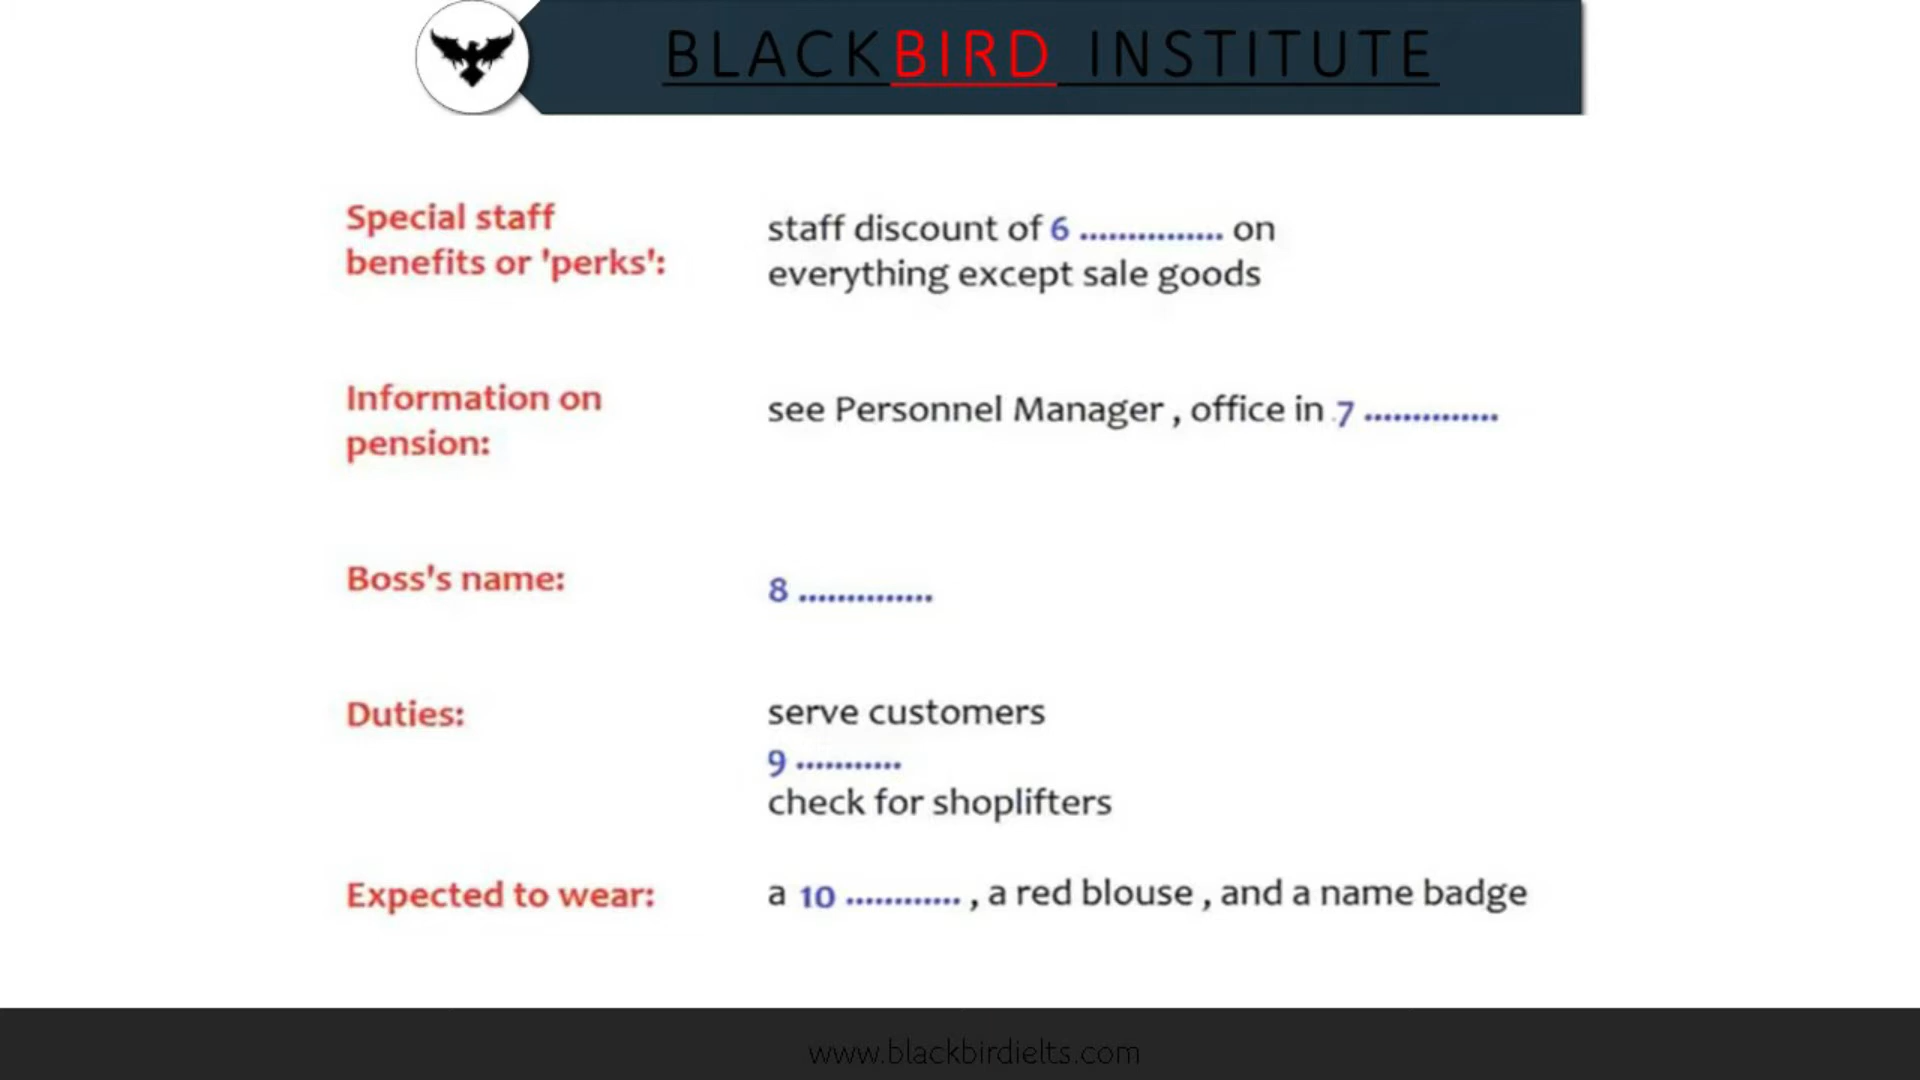 BLACKBIRD INSTITUTE
Special staff
benefits or 'perks':
staff discount of 6 ............... on
everything except sale goods
Information on
pension:
see Personnel Manager , office in 7 ..............
Boss's name:
8 ..............
Duties:
serve customers
9 ...........
check for shoplifters
Expected to wear:
a 10 ............ , a red blouse , and a name badge
www.blackbirdielts.com